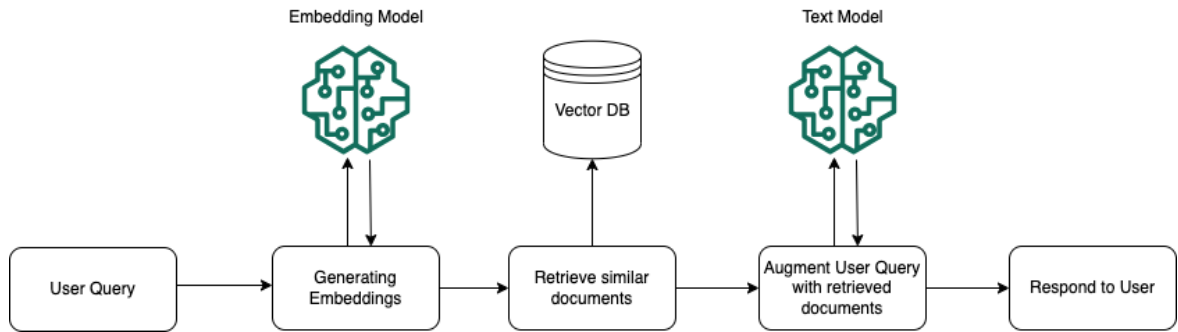 Embedding Model
Text Model
Vector DB
User Query
Generating
Embeddings
Retrieve similar
documents
Augment User Query
with retrieved
documents
Respond to User